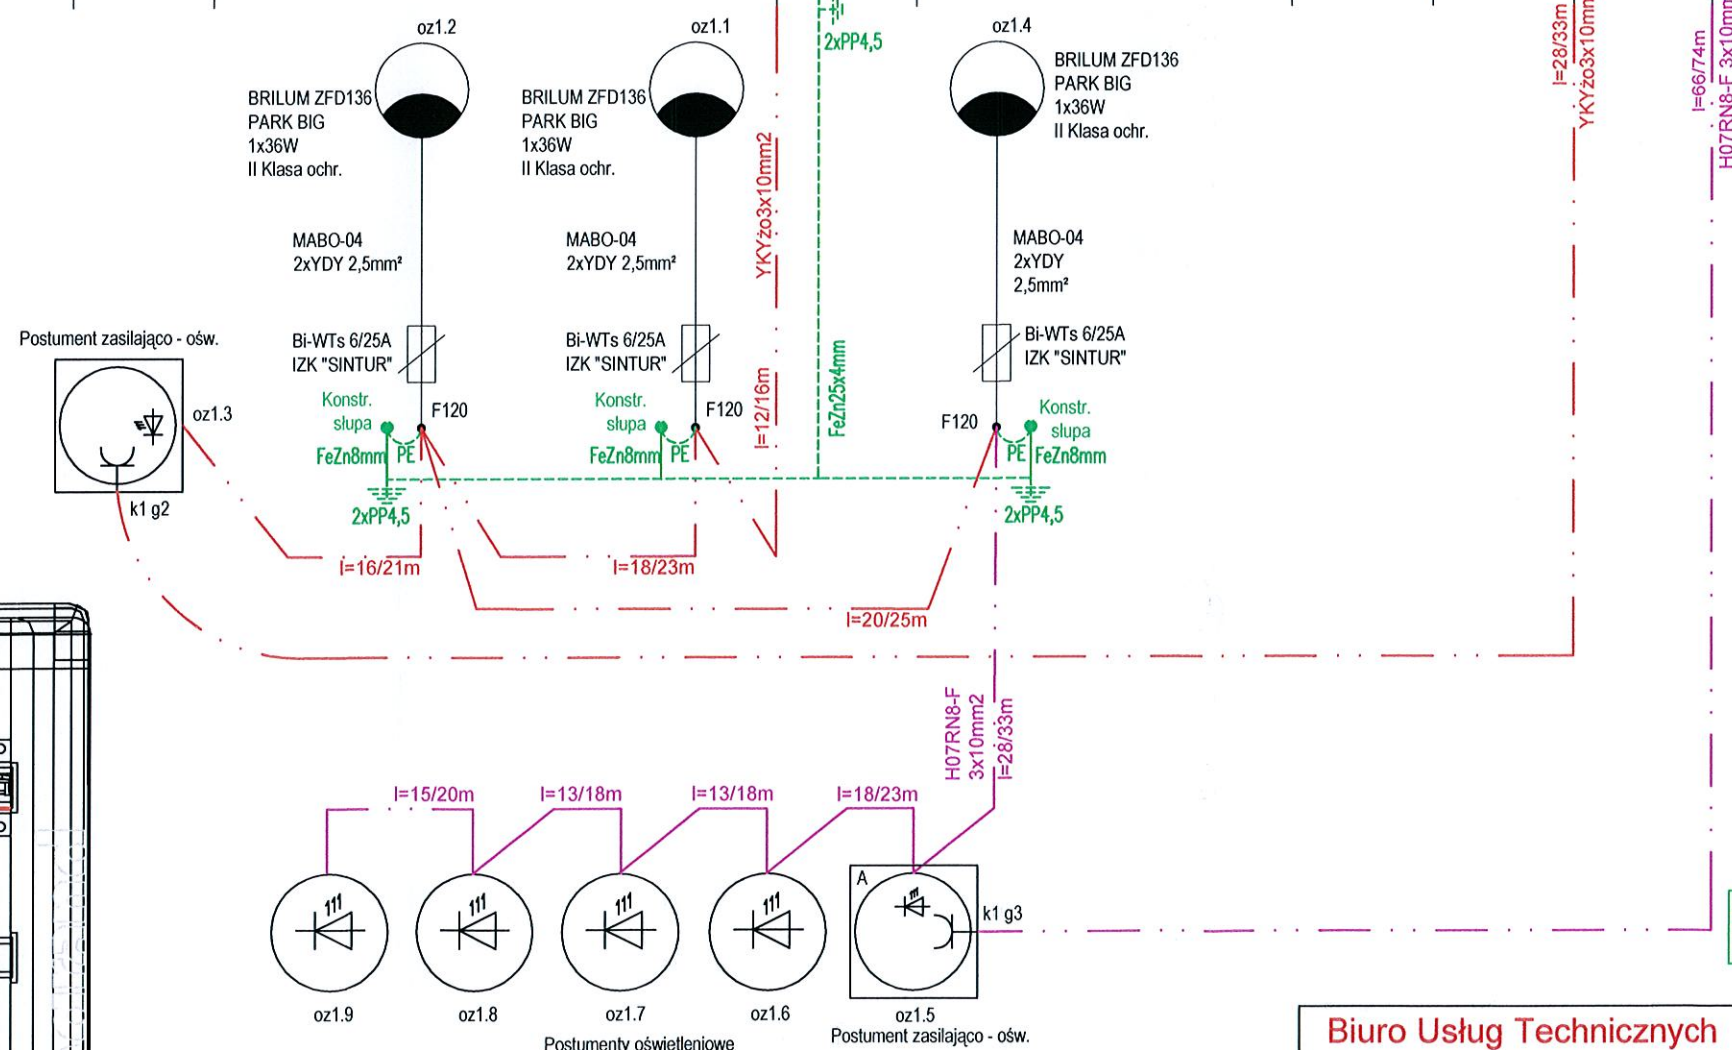 oz1.2
oz1.1
oz1.4
2xPP4,5
BRILUM ZFD136
PARK BIG
1x36W
II Klasa ochr.
BRILUM ZFD136
PARK BIG
1x36W
II Klasa ochr.
BRILUM ZFD136
PARK BIG
1x36W
II Klasa ochr.
l=28/33m
YKYżo3x10mm
l=66/74m
H07RN8-F 3x10mm
YKYżo3x10mm2
l=12/16m
FeZn25x4mm
MABO-04
2xYDY 2,5mm²
MABO-04
2xYDY 2,5mm²
MABO-04
2xYDY
2,5mm²
Postument zasilająco - ośw.
oz1.3
k1 g2
Bi-WTs 6/25A
IZK "SINTUR"
Bi-WTs 6/25A
IZK "SINTUR"
Bi-WTs 6/25A
IZK "SINTUR"
Konstr.
słupa
F120
FeZn8mm
PE
2xPP4,5
Konstr.
słupa
F120
FeZn8mm
PE
F120
Konstr.
słupa
PE
FeZn8mm
2xPP4,5
l=16/21m
l=18/23m
l=20/25m
H07RN8-F
3x10mm2
l=28/33m
l=15/20m
l=13/18m
l=13/18m
l=18/23m
A
k1 g3
oz1.9
oz1.8
oz1.7
oz1.6
oz1.5
Postumenty oświetleniowe
Postument zasilająco - ośw.
Biuro Usług Technicznych